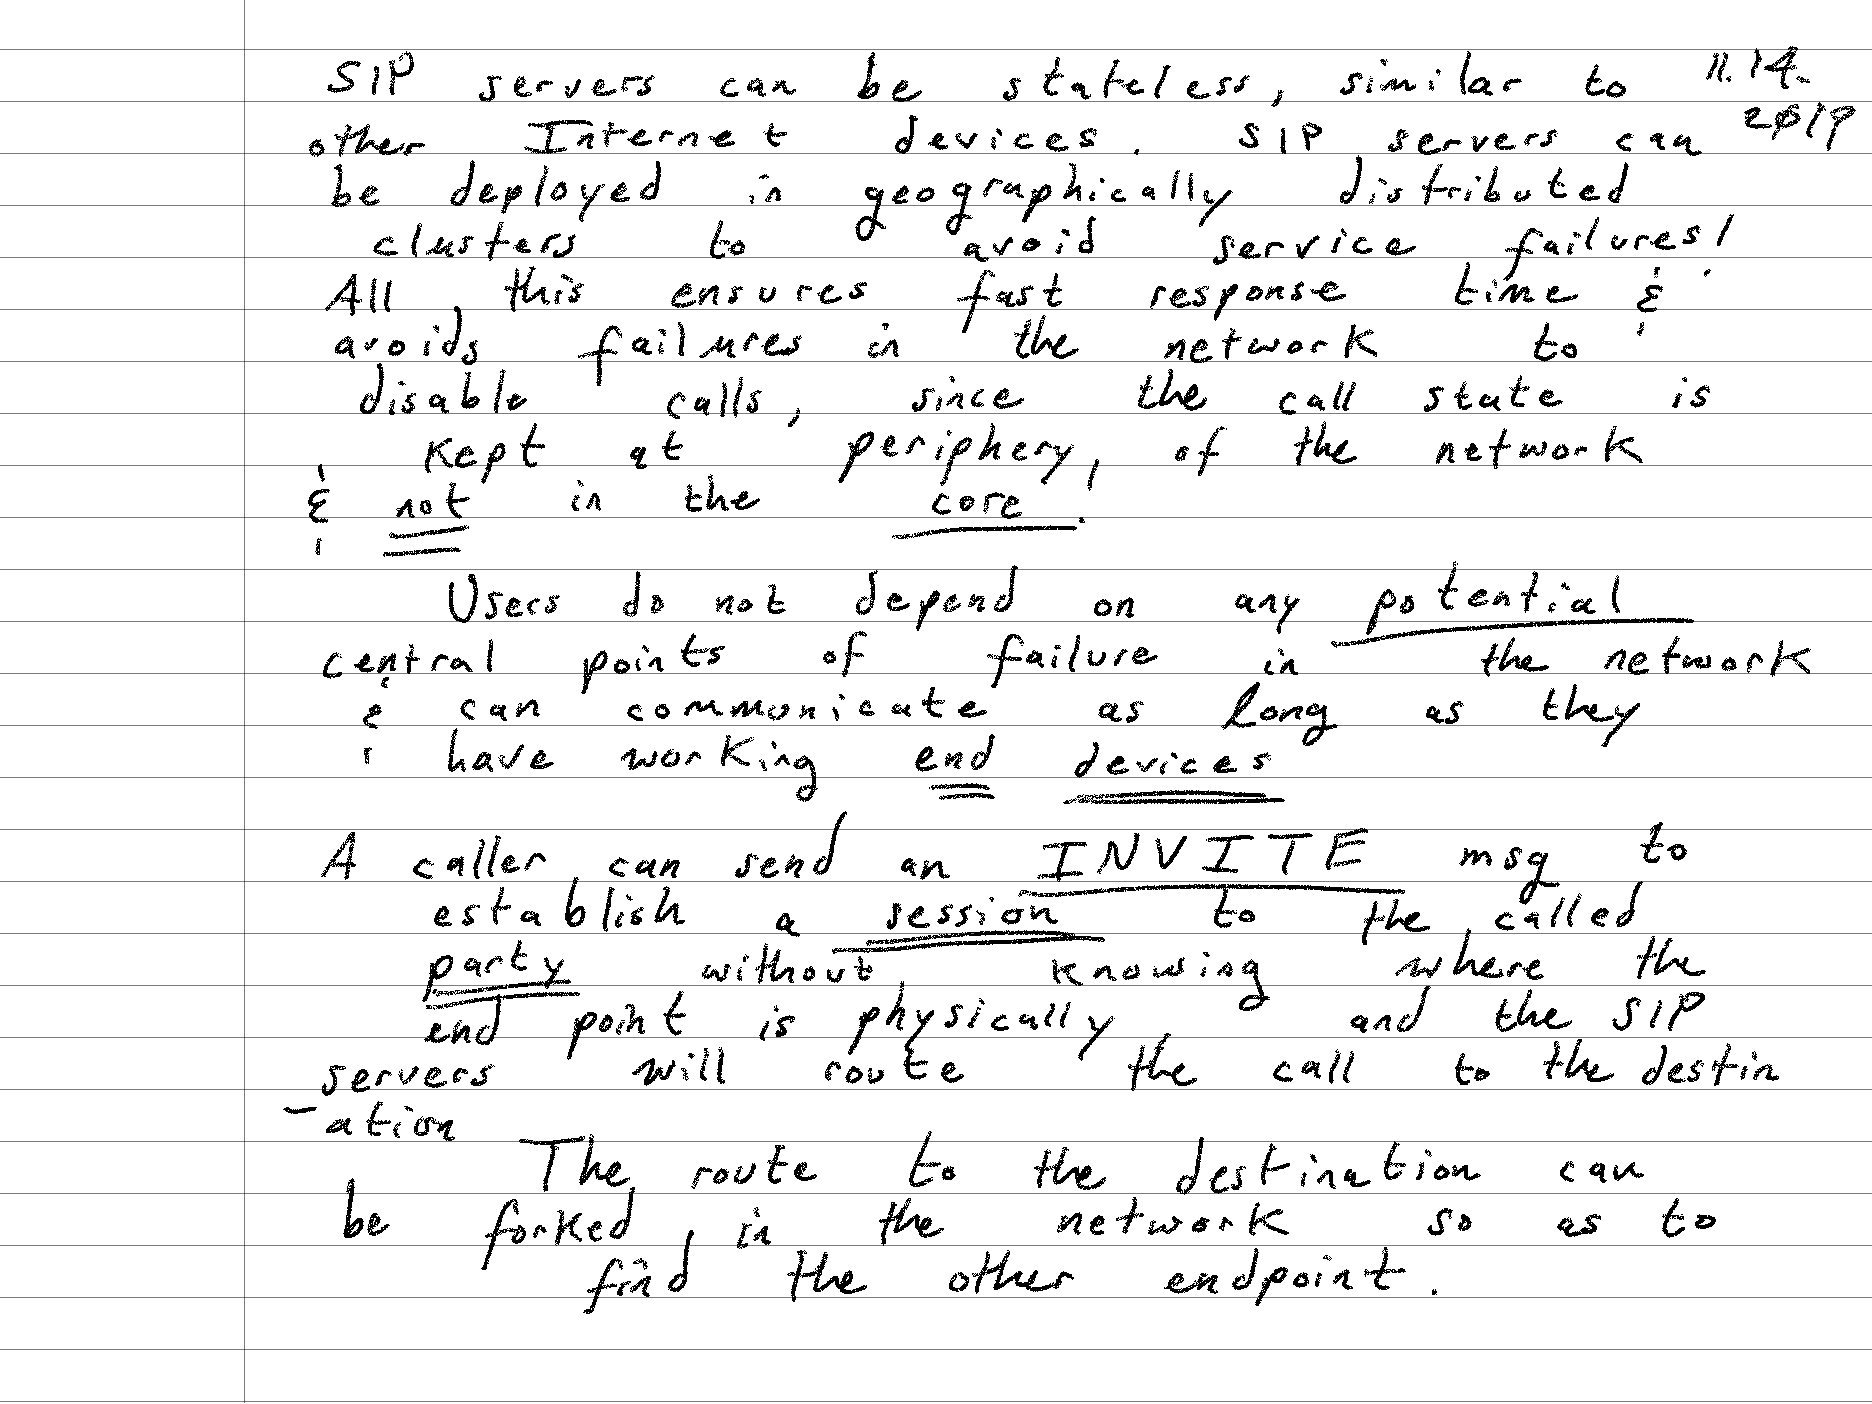 SIP servers can be stateless, similar to 11.14.
other Internet devices. SIP servers can 2019
be deployed in geographically distributed
clusters to avoid service failures!
All this ensures fast response time &
avoids failures in the network to
disable calls, since the call state is
kept at periphery, of the network
& not in the core!
Users do not depend on any potential
central points of failure in the network
& can communicate as long as they
have working end devices
A caller can send an INVITE msg to
establish a session to the called
party without knowing where the
end point is physically and the SIP
servers will route the call to the destin
-ation
The route to the destination can
be forked in the network so as to
find the other endpoint.